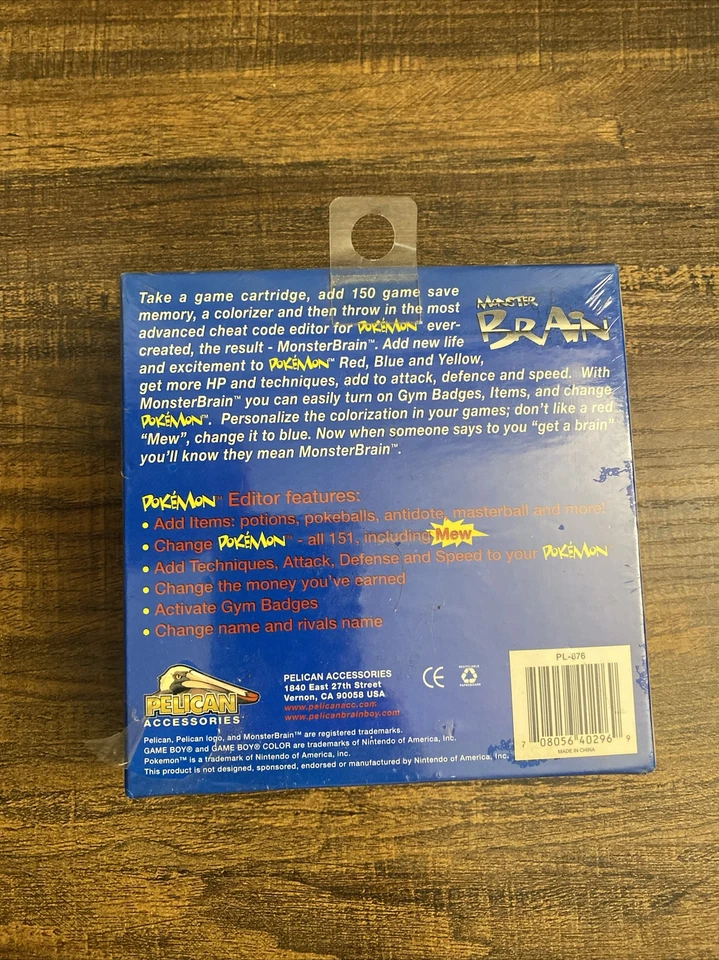 Take a game cartridge, add 150 game save
memory, a colorizer and then throw in the most
advanced cheat code editor for POKÉMON™ ever-
created, the result - MonsterBrain™. Add new life
and excitement to POKÉMON™ Red, Blue and Yellow,
get more HP and techniques, add to attack, defence and speed. With
MonsterBrain™ you can easily turn on Gym Badges, Items, and change
POKÉMON™. Personalize the colorization in your games; don't like a red
"Mew", change it to blue. Now when someone says to you "get a brain"
you'll know they mean MonsterBrain™.
MONSTER
BRAIN
POKÉMON™ Editor features:
• Add Items: potions, pokeballs, antidote, masterball and more!
• Change POKÉMON™ - all 151, including Mew
• Add Techniques, Attack, Defense and Speed to your POKÉMON
• Change the money you've earned
• Activate Gym Badges
• Change name and rivals name
PELICAN
ACCESSORIES
PELICAN ACCESSORIES
1840 East 27th Street
Vernon, CA 90058 USA
www.pelicanacc.com
www.pelicanbrainboy.com
CE
RECYCLABLE
PAPERBOARD
PL-876
7 08056 40296 9
MADE IN CHINA
Pelican, Pelican logo, and MonsterBrain™ are registered trademarks.
GAME BOY® and GAME BOY® COLOR are trademarks of Nintendo of America, Inc.
Pokemon™ is a trademark of Nintendo of America, Inc.
This product is not designed, sponsored, endorsed or manufactured by Nintendo of America, Inc.